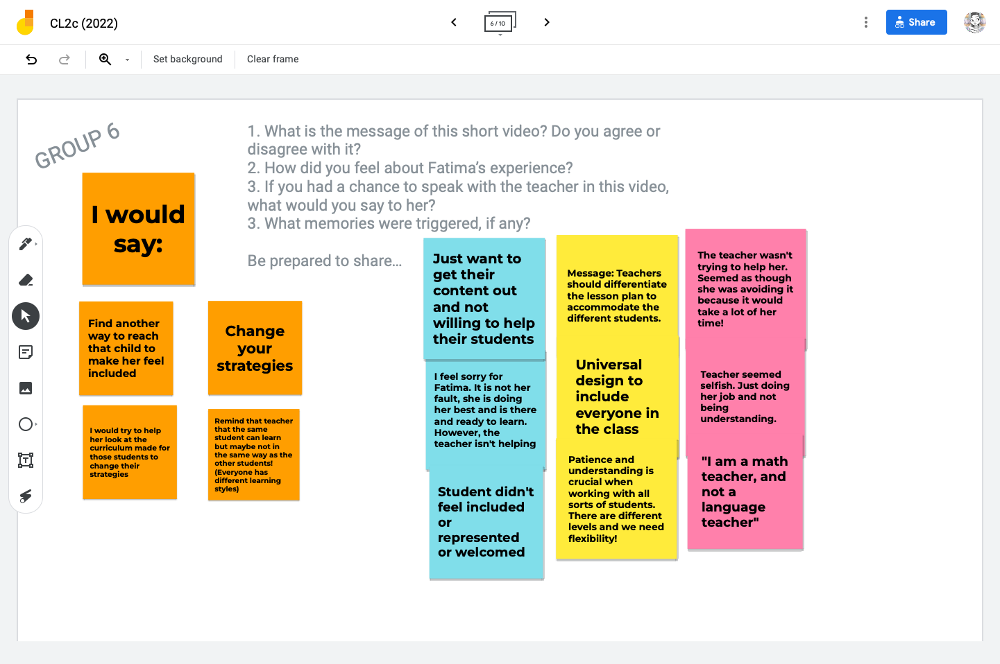 CL2c (2022)
6 / 10
Share
Set background
Clear frame
GROUP 6
1. What is the message of this short video? Do you agree or
disagree with it?
2. How did you feel about Fatima’s experience?
3. If you had a chance to speak with the teacher in this video,
what would you say to her?
3. What memories were triggered, if any?
Be prepared to share...
I would
say:
Find another
way to reach
that child to
make her feel
included
Change
your
strategies
I would try to help
her look at the
curriculum made for
those students to
change their
strategies
Remind that teacher
that the same
student can learn
but maybe not in
the same way as the
other students!
(Everyone has
different learning
styles)
Just want to
get their
content out
and not
willing to help
their students
I feel sorry for
Fatima. It is not her
fault, she is doing
her best and is there
and ready to learn.
However, the
teacher isn't helping
Student didn't
feel included
or
represented
or welcomed
Message: Teachers
should differentiate
the lesson plan to
accommodate the
different students.
Universal
design to
include
everyone in
the class
Patience and
understanding is
crucial when
working with all
sorts of students.
There are different
levels and we need
flexibility!
The teacher wasn't
trying to help her.
Seemed as though
she was avoiding it
because it would
take a lot of her
time!
Teacher seemed
selfish. Just doing
her job and not
being
understanding.
"I am a math
teacher, and
not a
language
teacher"